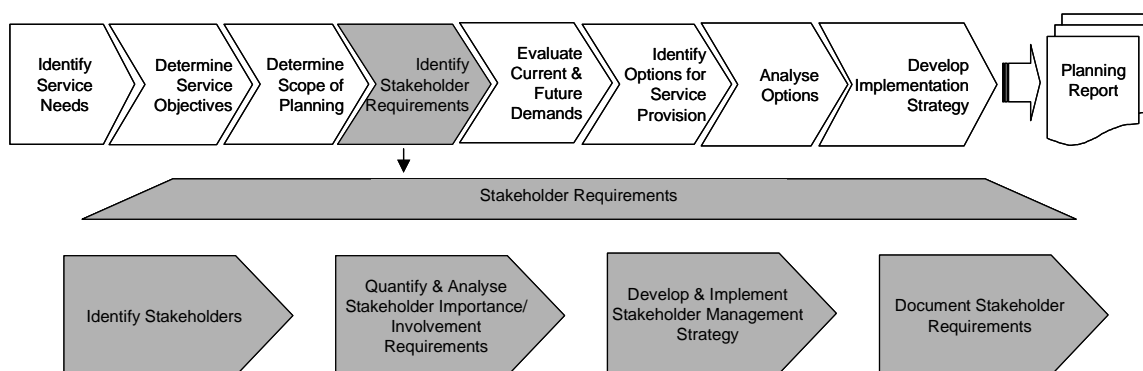 Identify
Service
Needs
Determine
Service
Objectives
Determine
Scope of
Planning
Identify
Stakeholder
Requirements
Evaluate
Current &
Future
Demands
Identify
Options for
Service
Provision
Analyse
Options
Develop
Implementation
Strategy
Planning
Report
Stakeholder Requirements
Identify Stakeholders
Quantify & Analyse
Stakeholder Importance/
Involvement
Requirements
Develop & Implement
Stakeholder Management
Strategy
Document Stakeholder
Requirements